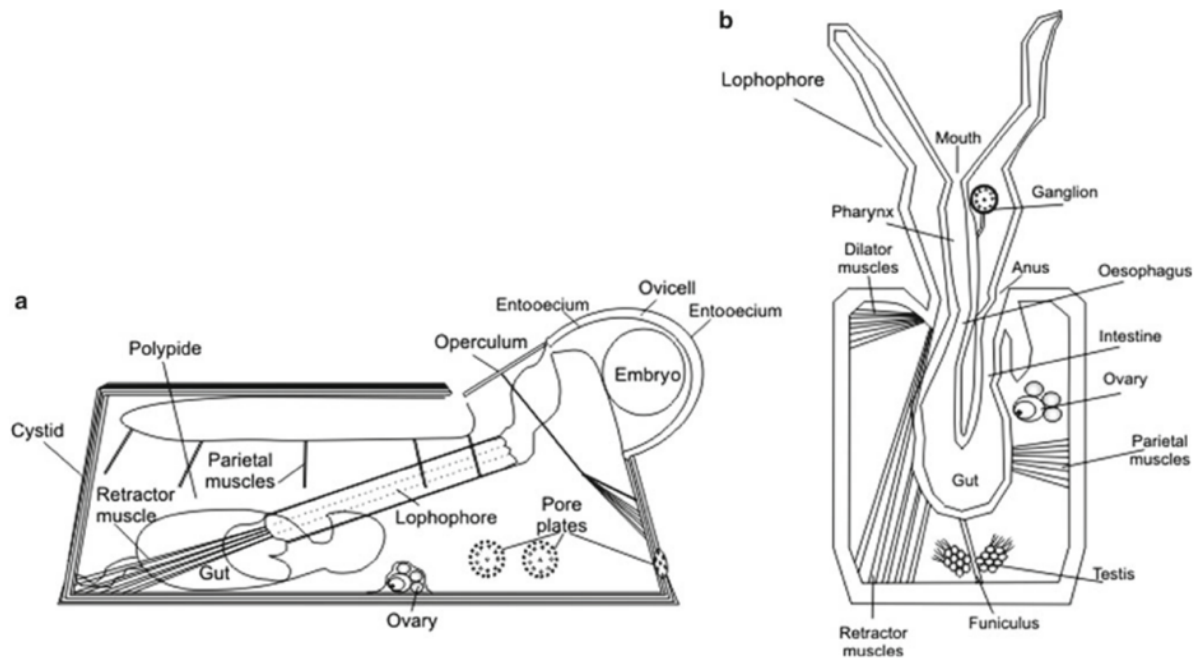 a
Polypide
Cystid
Retractor
muscle
Parietal
muscles
Gut
Lophophore
Ovary
Pore
plates
Operculum
Entooecium
Ovicell
Entooecium
Embryo
b
Lophophore
Mouth
Ganglion
Pharynx
Dilator
muscles
Anus
Oesophagus
Intestine
Ovary
Parietal
muscles
Gut
Testis
Funiculus
Retractor
muscles